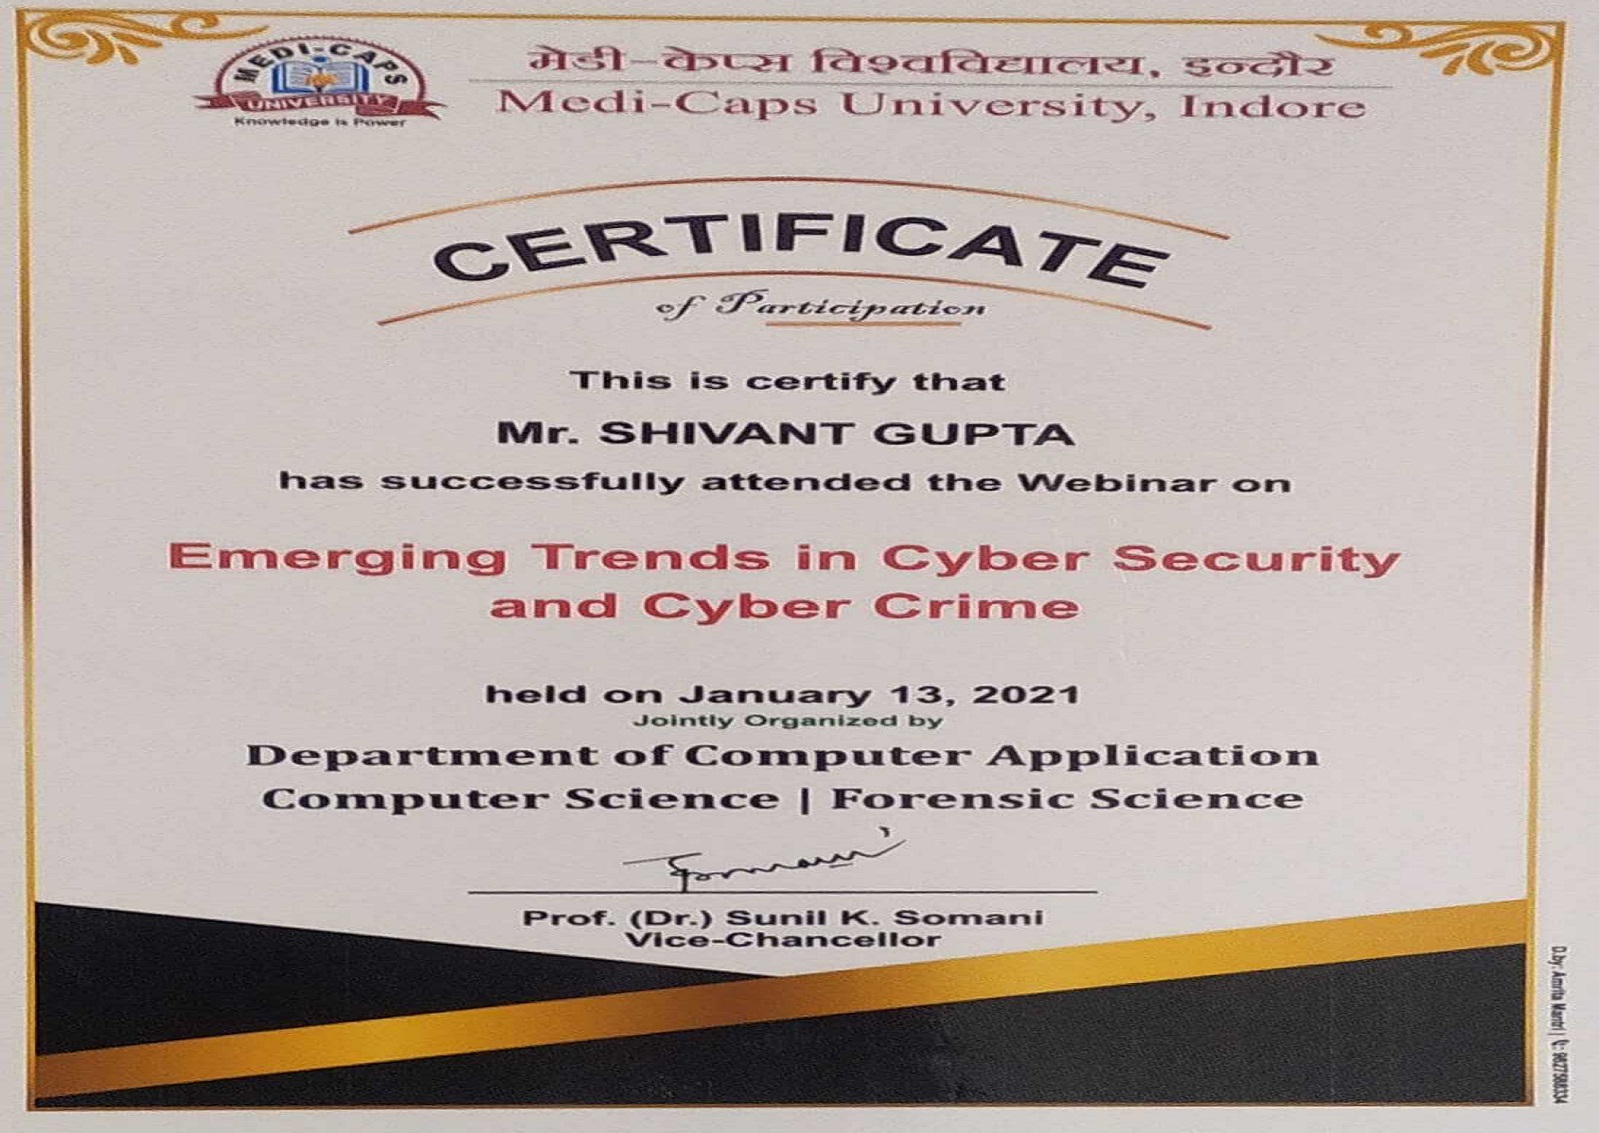 MEDI-CAPS
UNIVERSITY
Knowledge is Power
मेडी-केप्स विश्वविद्यालय, इन्दौर
Medi-Caps University, Indore
CERTIFICATE
of Participation
This is certify that
Mr. SHIVANT GUPTA
has successfully attended the Webinar on
Emerging Trends in Cyber Security
and Cyber Crime
held on January 13, 2021
Jointly Organized by
Department of Computer Application
Computer Science | Forensic Science
Prof. (Dr.) Sunil K. Somani
Vice-Chancellor
D.by: Amrita Mantri | : 9827588334